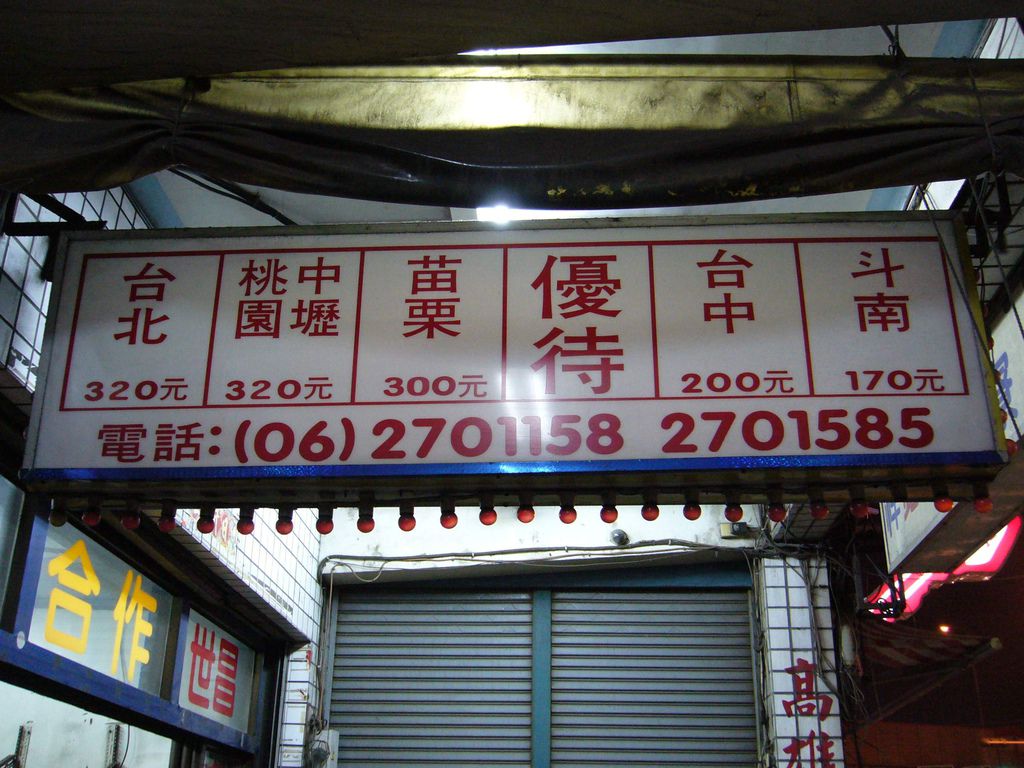 台北 320元
桃園 中壢 320元
苗栗 300元
優待
台中 200元
斗南 170元
電話:(06)2701158 2701585
合作
世昌
高雄